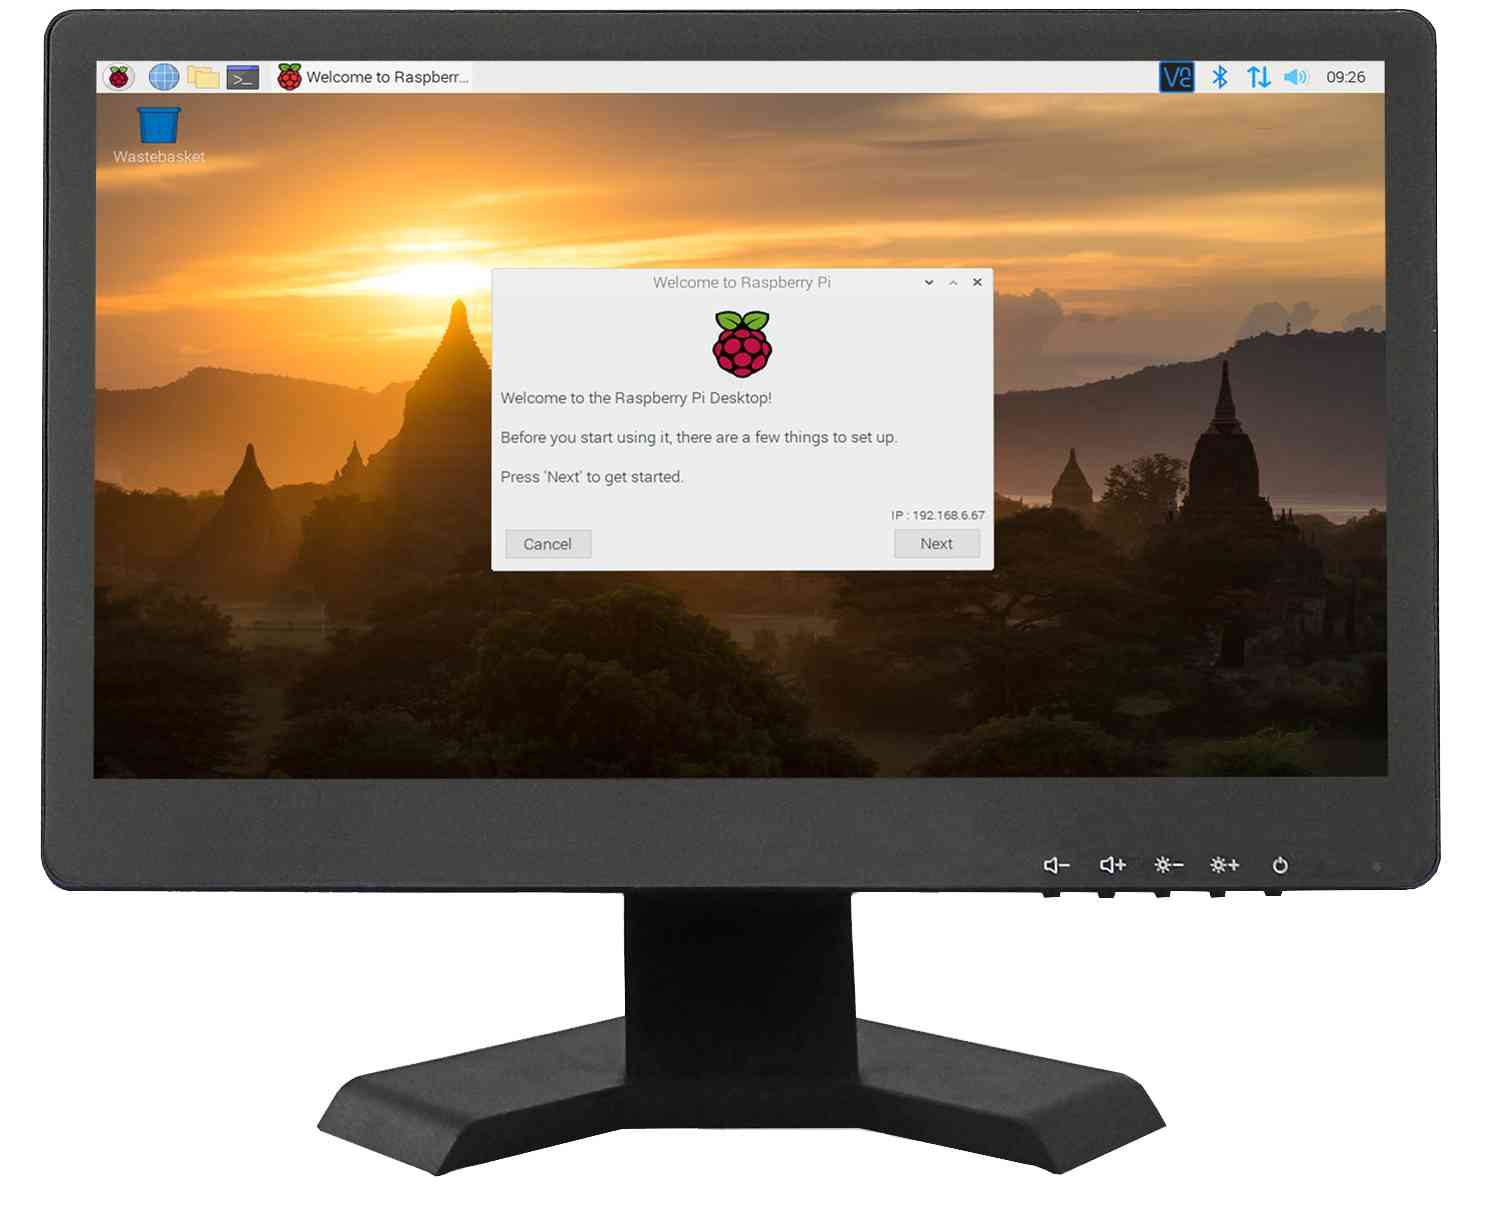 Welcome to Raspberr...
VNC
09:26
Wastebasket
Welcome to Raspberry Pi
Welcome to the Raspberry Pi Desktop!
Before you start using it, there are a few things to set up.
Press 'Next' to get started.
IP : 192.168.6.67
Cancel
Next